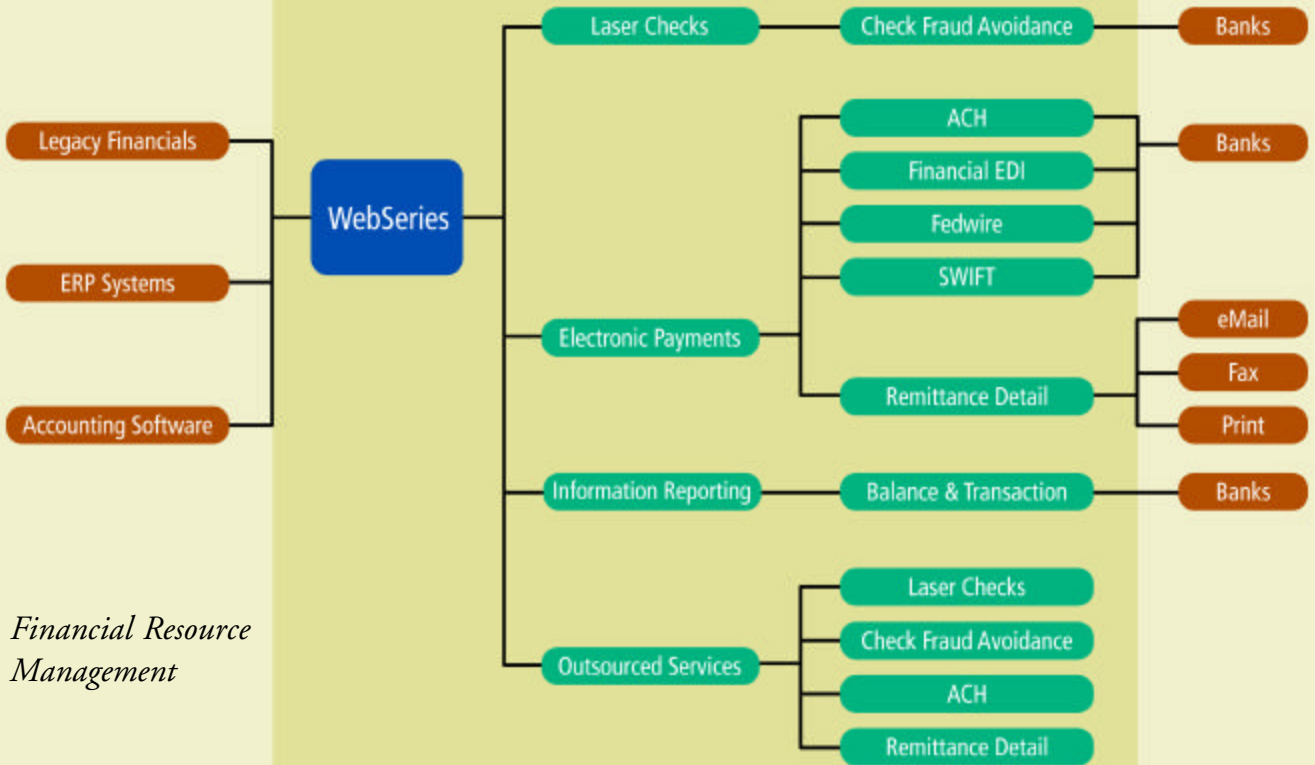 Laser Checks
Check Fraud Avoidance
Banks
Legacy Financials
ERP Systems
Accounting Software
WebSeries
ACH
Financial EDI
Fedwire
SWIFT
Banks
Electronic Payments
Remittance Detail
eMail
Fax
Print
Information Reporting
Balance & Transaction
Banks
Outsourced Services
Laser Checks
Check Fraud Avoidance
ACH
Remittance Detail
Financial Resource
Management